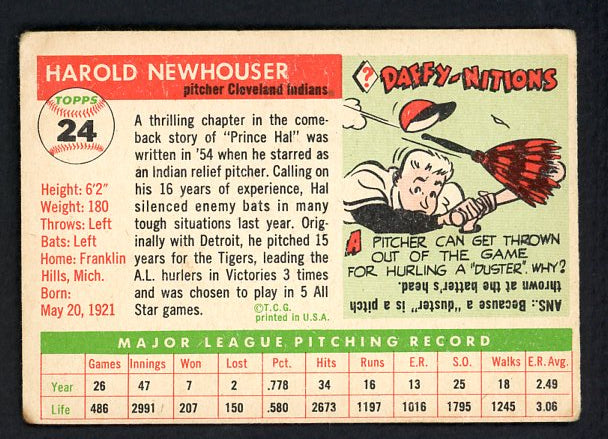 HAROLD NEWHOUSER
pitcher Cleveland Indians
TOPPS
24
Height: 6'2"
Weight: 180
Throws: Left
Bats: Left
Home: Franklin
Hills, Mich.
Born:
May 20, 1921
A thrilling chapter in the come-
back story of "Prince Hal" was
written in '54 when he starred as
an indian relief pitcher. Calling on
his 16 years of experience, Hal
silenced enemy bats in many
tough situations last year. Orig-
inally with Detroit, he pitched 15
years for the Tigers, leading the
A.L. hurlers in Victories 3 times
and was chosen to play in 5 All
Star games.
©T.C.G.
printed in U.S.A.
? DAFFY-NITIONS
A PITCHER CAN GET THROWN
OUT OF THE GAME
FOR HURLING A "DUSTER". WHY?
ANS.: Because a "duster" is a pitch
thrown at the batter's head.
MAJOR LEAGUE PITCHING RECORD
Games Innings Won Lost Pct. Hits Runs E.R. S.O. Walks E.R.Avg.
Year 26 47 7 2 .778 34 16 13 25 18 2.49
Life 486 2991 207 150 .580 2673 1197 1016 1795 1245 3.06